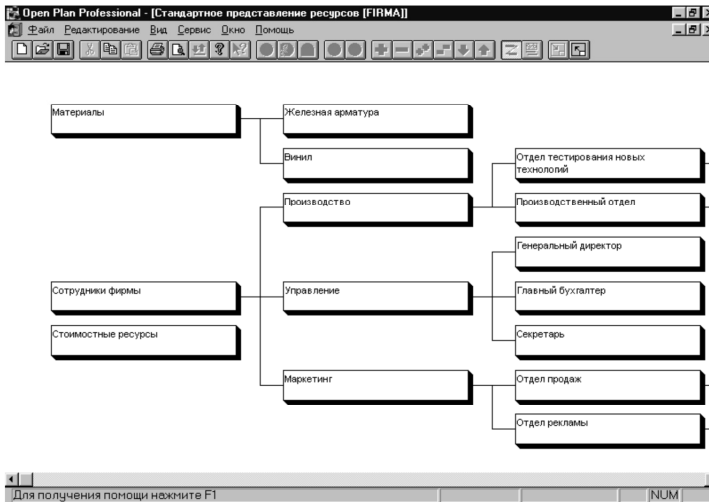 Open Plan Professional - [Стандартное представление ресурсов [FIRMA]]
Файл Редактирование Вид Сервис Окно Помощь
Материалы
Железная арматура
Винил
Отдел тестирования новых
технологий
Производство
Производственный отдел
Генеральный директор
Сотрудники фирмы
Управление
Главный бухгалтер
Стоимостные ресурсы
Секретарь
Маркетинг
Отдел продаж
Отдел рекламы
Для получения помощи нажмите F1
NUM